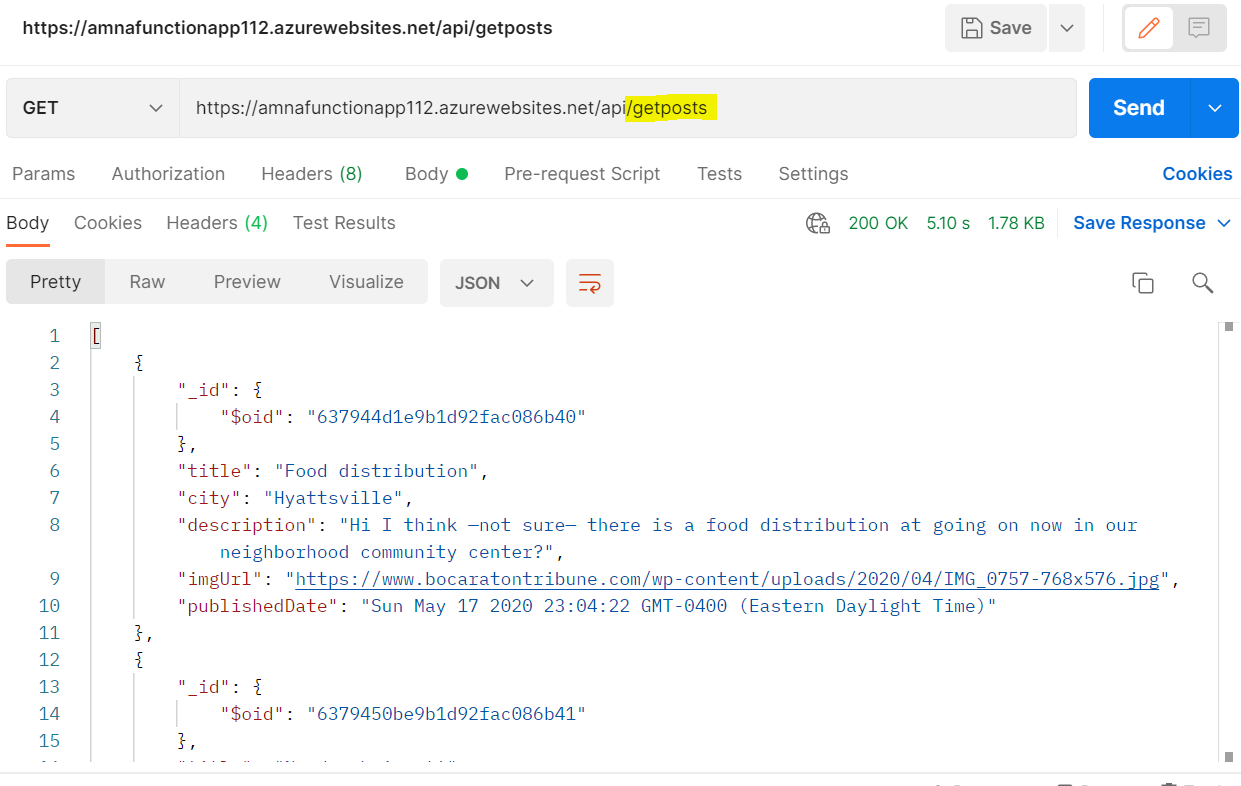 https://amnafunctionapp112.azurewebsites.net/api/getposts
Save
GET
https://amnafunctionapp112.azurewebsites.net/api/getposts
Send
Params Authorization Headers (8) Body Pre-request Script Tests Settings Cookies
Body Cookies Headers (4) Test Results 200 OK 5.10 s 1.78 KB Save Response
Pretty Raw Preview Visualize JSON
1 [
2 {
3 "_id": {
4 "$oid": "637944d1e9b1d92fac086b40"
5 },
6 "title": "Food distribution",
7 "city": "Hyattsville",
8 "description": "Hi I think —not sure— there is a food distribution at going on now in our
neighborhood community center?",
9 "imgUrl": "https://www.bocaratontribune.com/wp-content/uploads/2020/04/IMG_0757-768x576.jpg",
10 "publishedDate": "Sun May 17 2020 23:04:22 GMT-0400 (Eastern Daylight Time)"
11 },
12 {
13 "_id": {
14 "$oid": "6379450be9b1d92fac086b41"
15 },